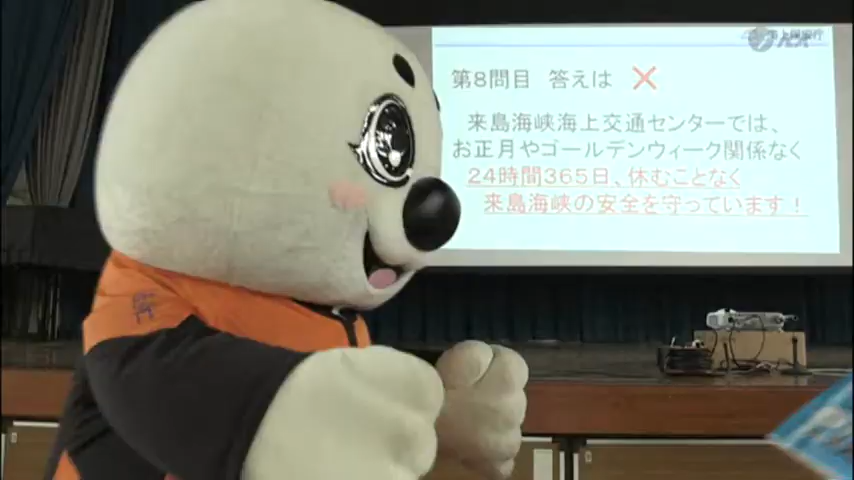 第8問目 答えは ×
来島海峡海上交通センターでは、
お正月やゴールデンウィーク関係なく
24時間365日、休むことなく
来島海峡の安全を守っています！